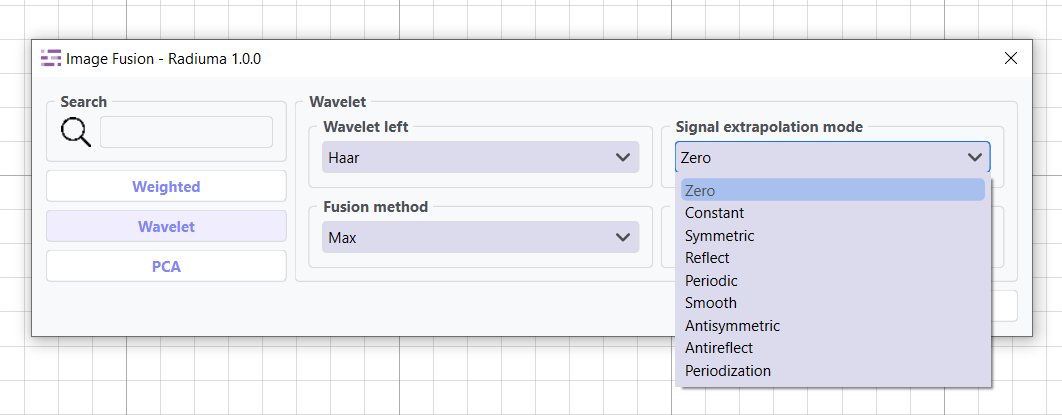 Image Fusion - Radiuma 1.0.0
Search
Weighted
Wavelet
PCA
Wavelet
Wavelet left
Haar
Fusion method
Max
Signal extrapolation mode
Zero
Zero
Constant
Symmetric
Reflect
Periodic
Smooth
Antisymmetric
Antireflect
Periodization